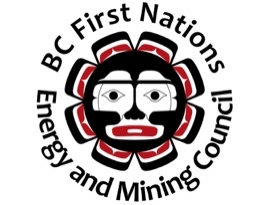 BC First Nations
Energy and Mining Council